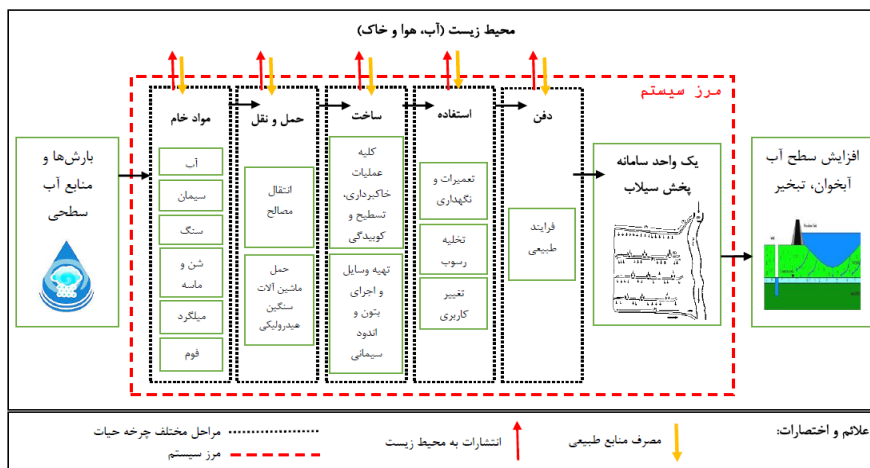 محیط زیست (آب، هوا و خاک)
مرز سیستم
بارش‌ها و
منابع آب
سطحی
مواد خام
آب
سیمان
سنگ
شن و
ماسه
میلگرد
فوم
حمل و نقل
انتقال
مصالح
حمل
ماشین آلات
سنگین
هیدرولیکی
ساخت
کلیه
عملیات
خاکبرداری،
تسطیح و
کوبیدگی
تهیه وسایل
و اجرای
بتون و
اندود
سیمانی
استفاده
تعمیرات و
نگهداری
تخلیه
رسوب
تغییر
کاربری
دفن
فرایند
طبیعی
یک واحد سامانه
پخش سیلاب
افزایش سطح آب
آبخوان، تبخیر
علائم و اختصارات:
مصرف منابع طبیعی
انتشارات به محیط زیست
مراحل مختلف چرخه حیات
مرز سیستم